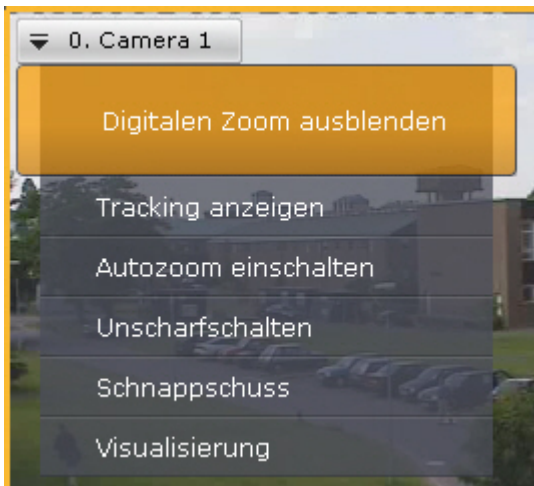 0. Camera 1
Digitalen Zoom ausblenden
Tracking anzeigen
Autozoom einschalten
Unscharfschalten
Schnappschuss
Visualisierung